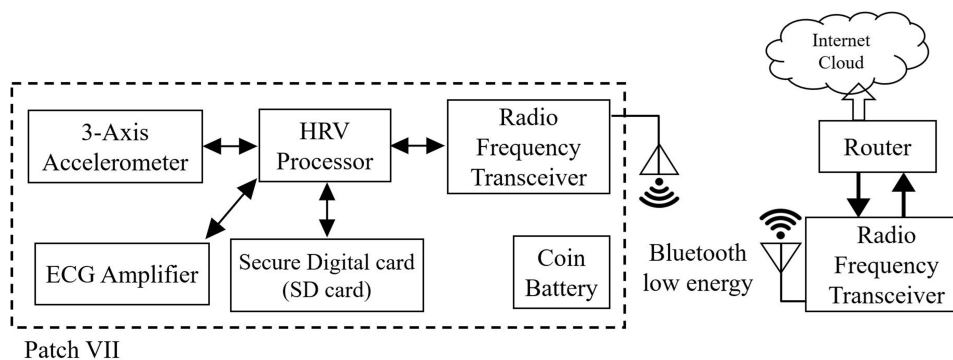 3-Axis
Accelerometer
HRV
Processor
Radio
Frequency
Transceiver
ECG Amplifier
Secure Digital card
(SD card)
Coin
Battery
Patch VII
Bluetooth
low energy
Internet
Cloud
Router
Radio
Frequency
Transceiver